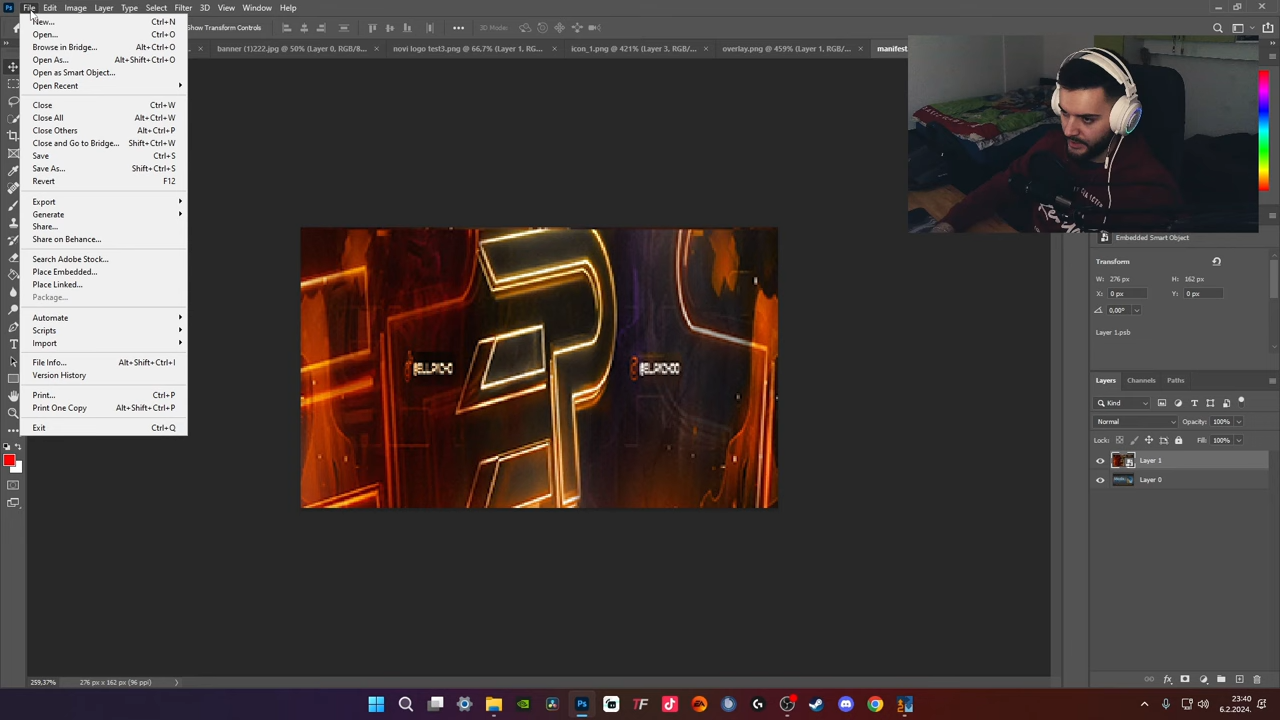 Ps File Edit Image Layer Type Select Filter 3D View Window Help
Show Transform Controls 3D Mode:
banner (1)222.jpg @ 50% (Layer 0, RGB/8... × novi logo test3.png @ 66,7% (Layer 1, RG... × icon_1.png @ 421% (Layer 3, RGB/... × overlay.png @ 459% (Layer 1, RGB/... × manifest.
New... Ctrl+N
Open... Ctrl+O
Browse in Bridge... Alt+Ctrl+O
Open As... Alt+Shift+Ctrl+O
Open as Smart Object...
Open Recent
Close Ctrl+W
Close All Alt+Ctrl+W
Close Others Alt+Ctrl+P
Close and Go to Bridge... Shift+Ctrl+W
Save Ctrl+S
Save As... Shift+Ctrl+S
Revert F12
Export
Generate
Share...
Share on Behance...
Search Adobe Stock...
Place Embedded...
Place Linked...
Package...
Automate
Scripts
Import
File Info... Alt+Shift+Ctrl+I
Version History
Print... Ctrl+P
Print One Copy Alt+Shift+Ctrl+P
Exit Ctrl+Q
Embedded Smart Object
Transform
W: 276 px H: 162 px
X: 0 px Y: 0 px
0,00°
Layer 1.psb
Layers Channels Paths
Kind
Normal Opacity: 100%
Lock: Fill: 100%
Layer 1
Layer 0
259,37% 276 px x 162 px (96 ppi)
23:40
6.2.2024.